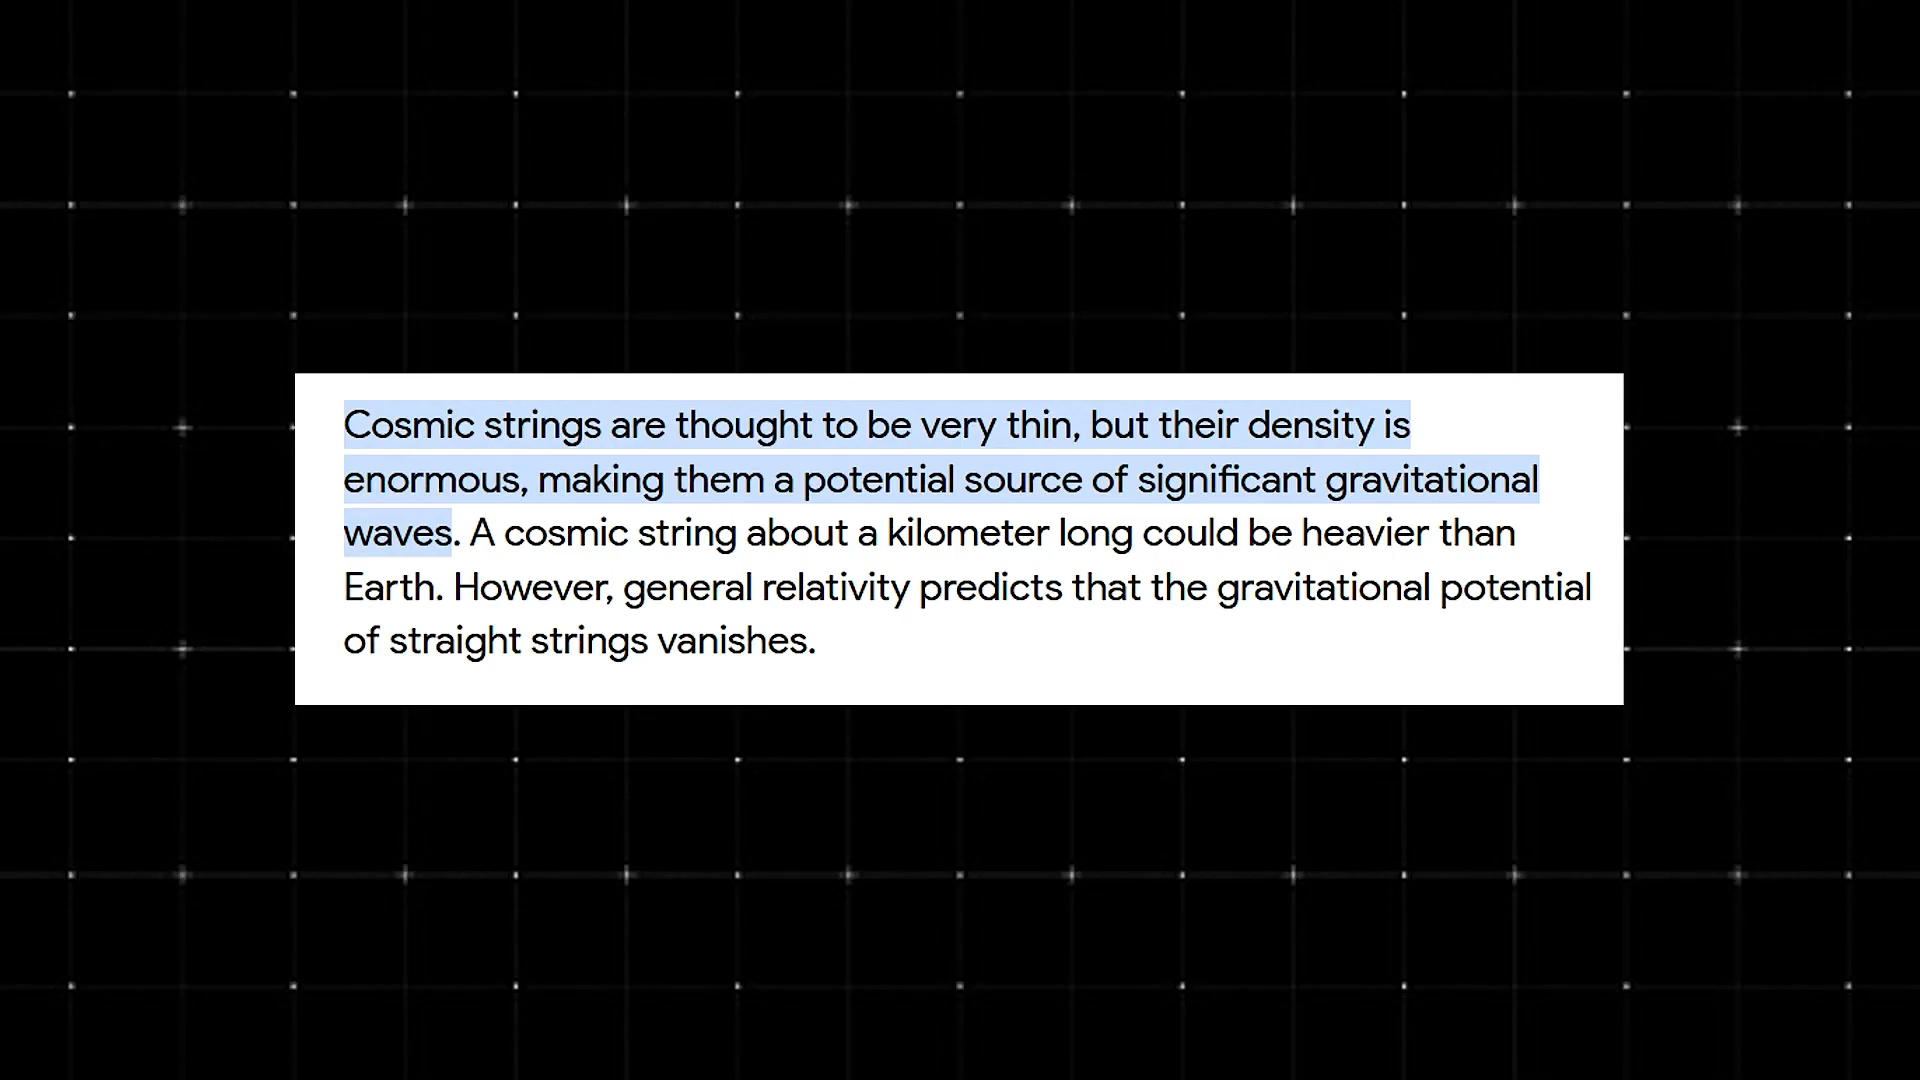 Cosmic strings are thought to be very thin, but their density is
enormous, making them a potential source of significant gravitational
waves. A cosmic string about a kilometer long could be heavier than
Earth. However, general relativity predicts that the gravitational potential
of straight strings vanishes.